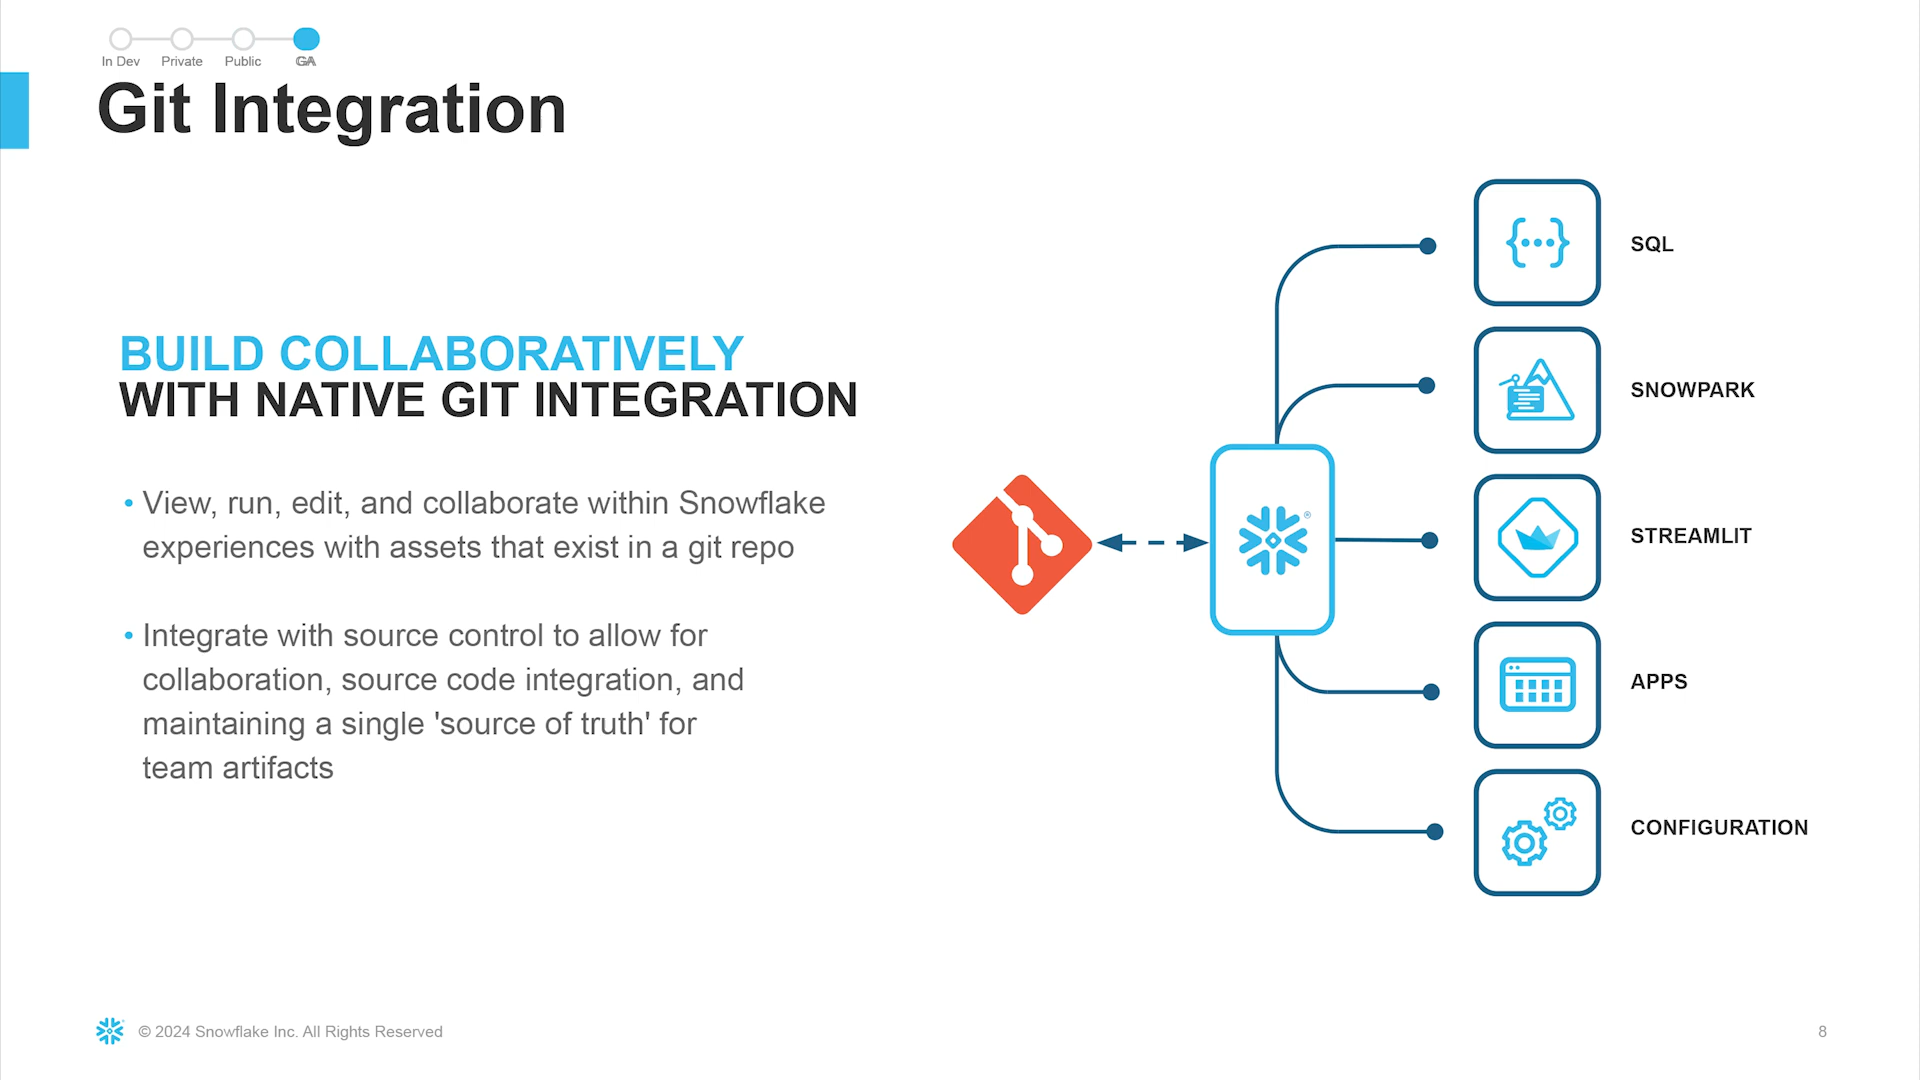 In Dev Private Public GA
Git Integration
BUILD COLLABORATIVELY
WITH NATIVE GIT INTEGRATION
• View, run, edit, and collaborate within Snowflake
experiences with assets that exist in a git repo
• Integrate with source control to allow for
collaboration, source code integration, and
maintaining a single 'source of truth' for
team artifacts
®
SQL
SNOWPARK
STREAMLIT
APPS
CONFIGURATION
© 2024 Snowflake Inc. All Rights Reserved
8